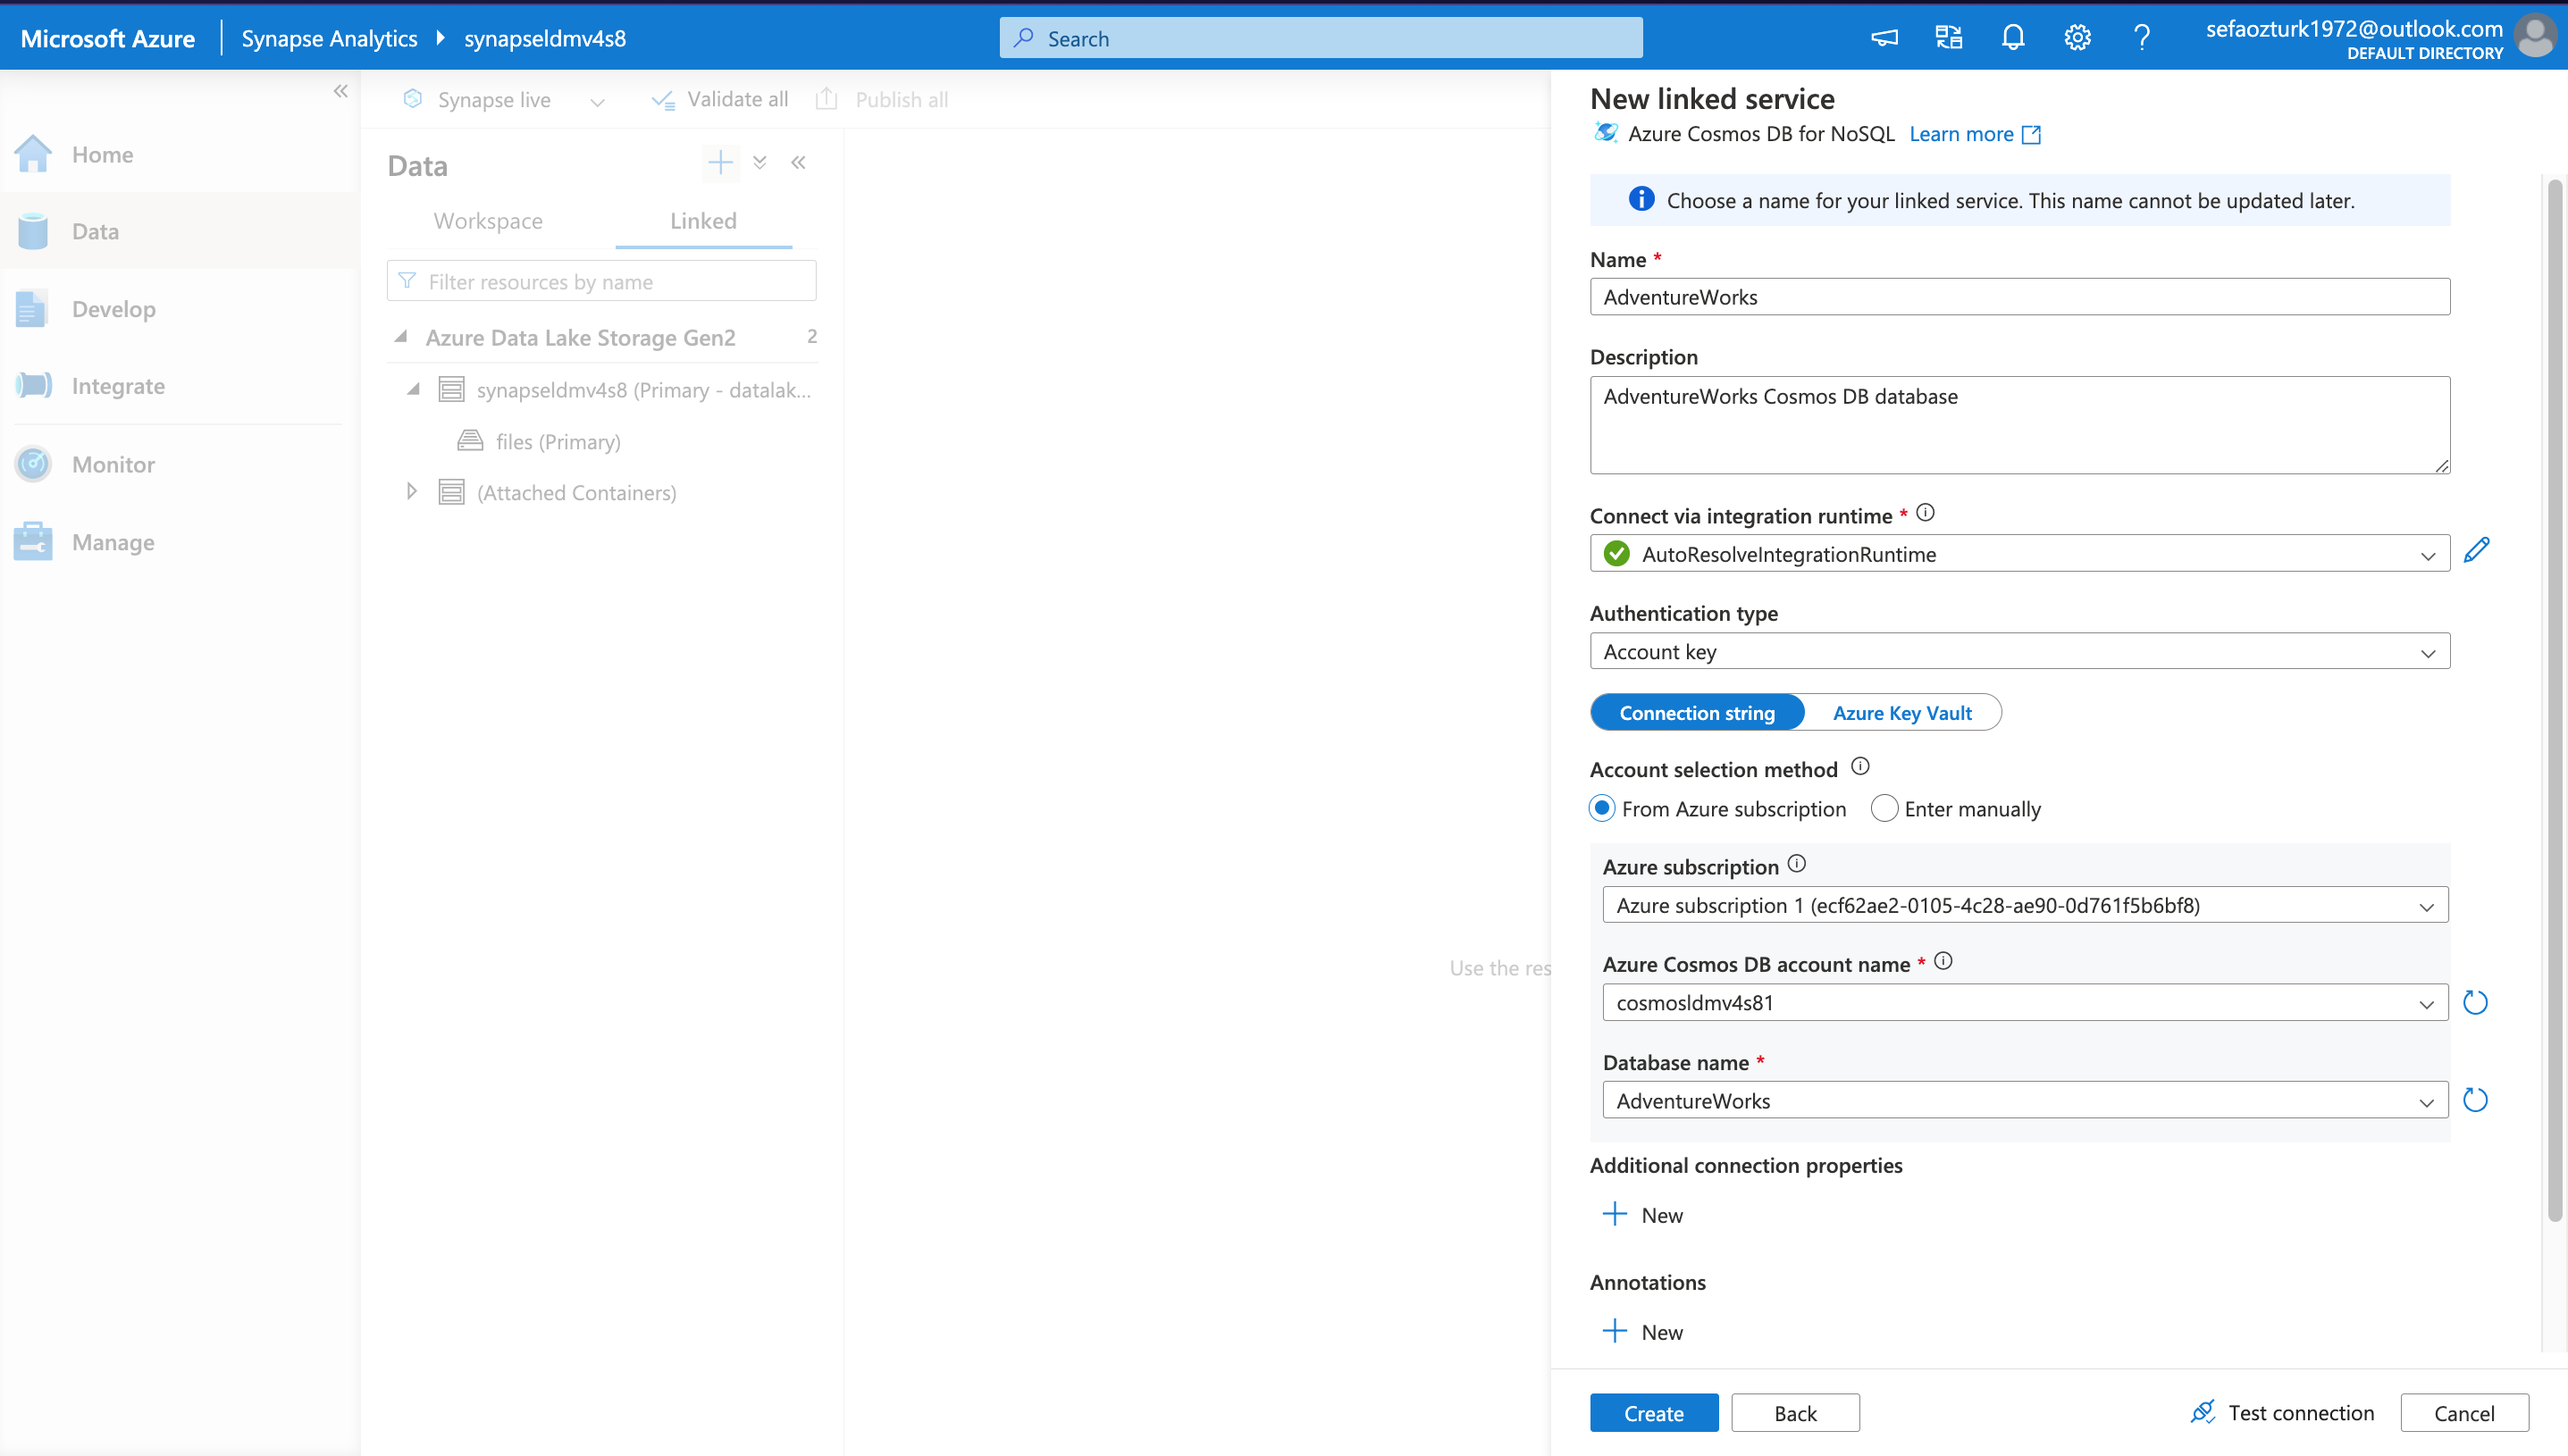 Microsoft Azure
Synapse Analytics
synapseldmv4s8
Search
sefaozturk1972@outlook.com
DEFAULT DIRECTORY
Home
Data
Develop
Integrate
Monitor
Manage
Synapse live
Validate all
Publish all
Data
Workspace
Linked
Filter resources by name
Azure Data Lake Storage Gen2
2
synapseldmv4s8 (Primary - datalak...
files (Primary)
(Attached Containers)
Use the res
New linked service
Azure Cosmos DB for NoSQL Learn more
Choose a name for your linked service. This name cannot be updated later.
Name *
AdventureWorks
Description
AdventureWorks Cosmos DB database
Connect via integration runtime *
AutoResolveIntegrationRuntime
Authentication type
Account key
Connection string
Azure Key Vault
Account selection method
From Azure subscription
Enter manually
Azure subscription
Azure subscription 1 (ecf62ae2-0105-4c28-ae90-0d761f5b6bf8)
Azure Cosmos DB account name *
cosmosldmv4s81
Database name *
AdventureWorks
Additional connection properties
New
Annotations
New
Create
Back
Test connection
Cancel